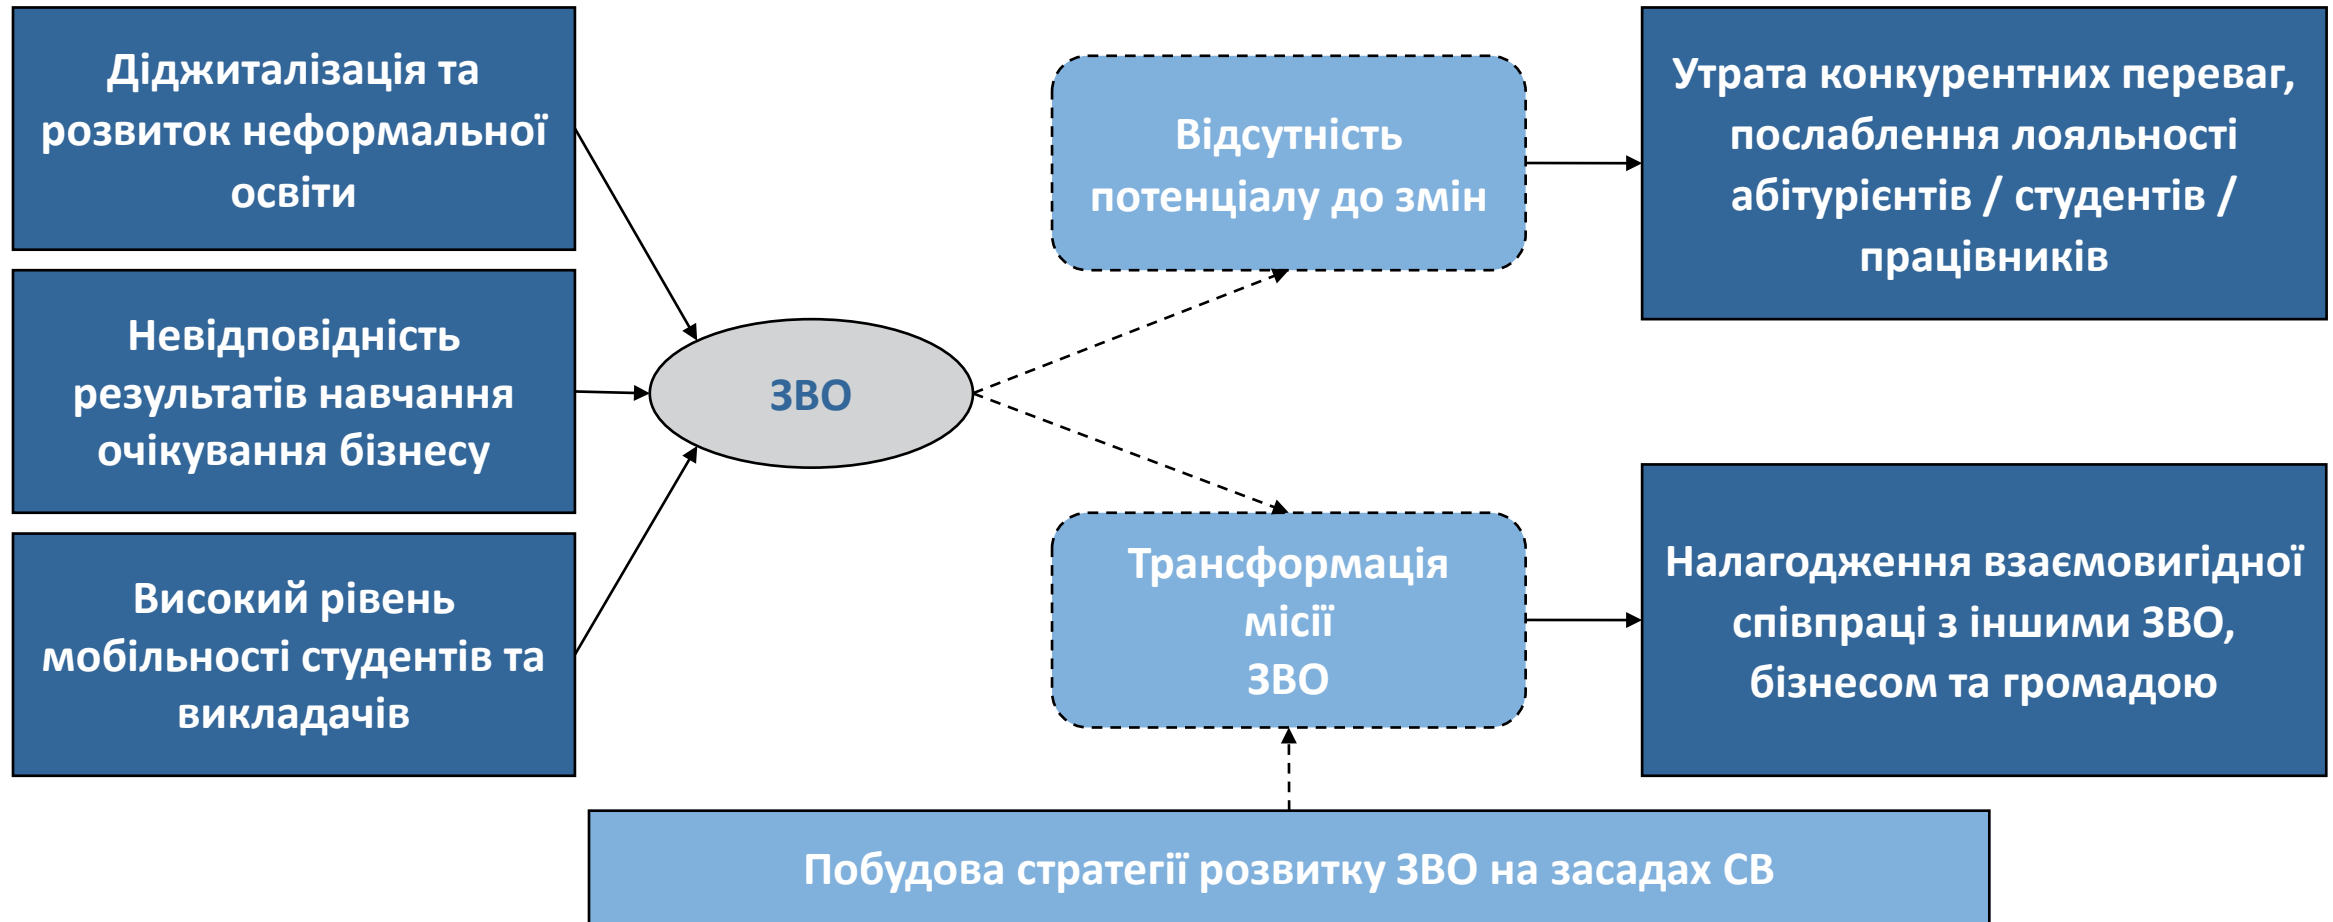 Діджиталізація та
розвиток неформальної
освіти
Невідповідність
результатів навчання
очікування бізнесу
Високий рівень
мобільності студентів та
викладачів
ЗВО
Відсутність
потенціалу до змін
Трансформація
місії
ЗВО
Утрата конкурентних переваг,
послаблення лояльності
абітурієнтів / студентів /
працівників
Налагодження взаємовигідної
співпраці з іншими ЗВО,
бізнесом та громадою
Побудова стратегії розвитку ЗВО на засадах СВ